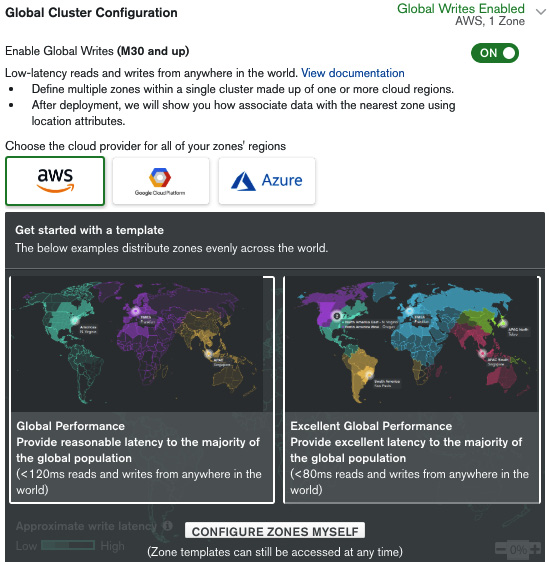 Global Cluster Configuration
Global Writes Enabled
AWS, 1 Zone
Enable Global Writes (M30 and up)
ON
Low-latency reads and writes from anywhere in the world. View documentation
• Define multiple zones within a single cluster made up of one or more cloud regions.
• After deployment, we will show you how associate data with the nearest zone using
location attributes.
Choose the cloud provider for all of your zones' regions
aws
Google Cloud Platform
Azure
Get started with a template
The below examples distribute zones evenly across the world.
Americas
EMEA
Frankfurt
APAC
Singapore
EMEA
Frankfurt
APAC North
Tokyo
APAC South
Singapore
South America
Sao Paulo
Global Performance
Provide reasonable latency to the majority of
the global population
(<120ms reads and writes from anywhere in the
world)
Excellent Global Performance
Provide excellent latency to the majority of
the global population
(<80ms reads and writes from anywhere in the
world)
Approximate write latency
Low
High
CONFIGURE ZONES MYSELF
(Zone templates can still be accessed at any time)
0%